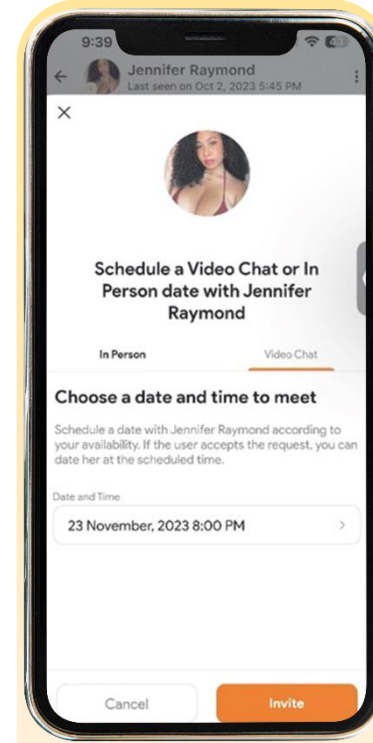 9:39
Jennifer Raymond
Last seen on Oct 2, 2023 5:45 PM
Schedule a Video Chat or In
Person date with Jennifer
Raymond
In Person Video Chat
Choose a date and time to meet
Schedule a date with Jennifer Raymond according to
your availability. If the user accepts the request, you can
date her at the scheduled time.
Date and Time
23 November, 2023 8:00 PM
Cancel Invite